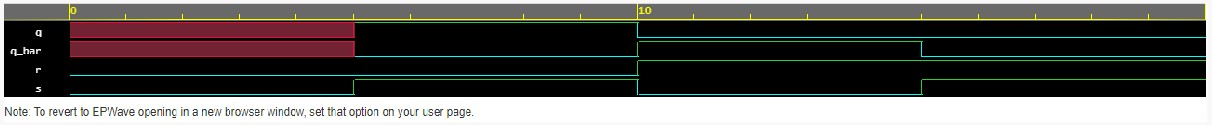 0 10
q
q_bar
r
s
Note: To revert to EPWave opening in a new browser window, set that option on your user page.